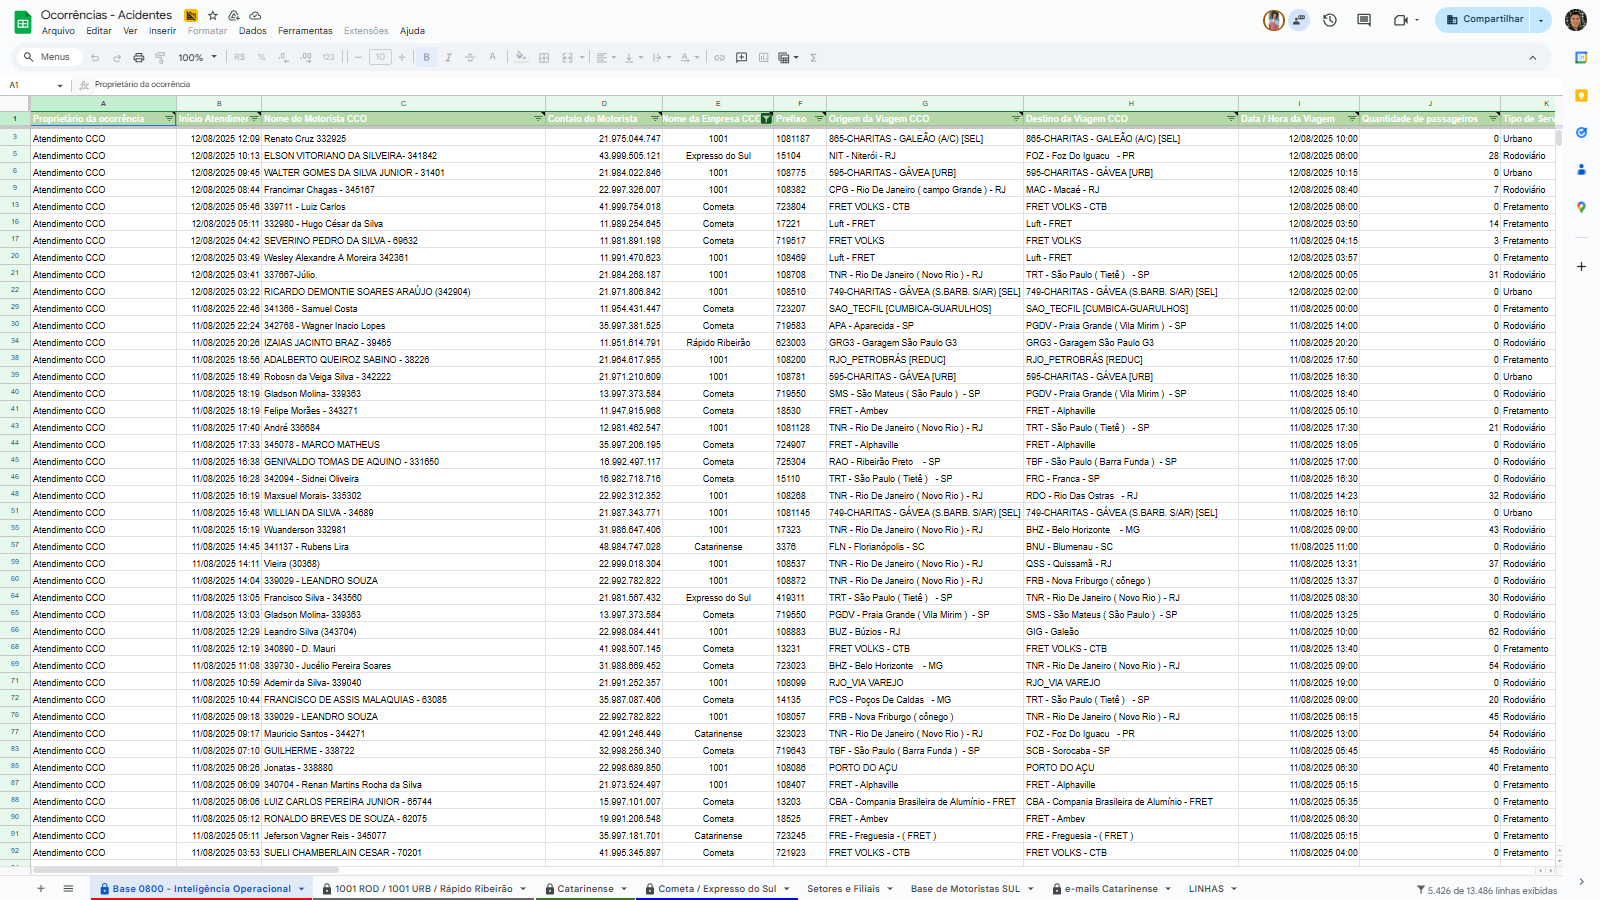 Ocorrências - Acidentes
Arquivo Editar Ver Inserir Formatar Dados Ferramentas Extensões Ajuda
Compartilhar
Menus 100% R$ % .0 .00 123 10 B I S A Σ
A1 fx Proprietário da ocorrência
A B C D E F G H I J K
1 Proprietário da ocorrência Início Atendimen Nome do Motorista CCO Contato do Motorista Nome da Empresa CCO Prefixo Origem da Viagem CCO Destino da Viagem CCO Data / Hora da Viagem Quantidade de passageiros Tipo de Serv
3 Atendimento CCO 12/08/2025 12:09 Renato Cruz 332925 21.975.044.747 1001 1081187 865-CHARITAS - GALEÃO (A/C) [SEL] 865-CHARITAS - GALEÃO (A/C) [SEL] 12/08/2025 10:00 0 Urbano
5 Atendimento CCO 12/08/2025 10:13 ELSON VITORIANO DA SILVEIRA- 341842 43.999.505.121 Expresso do Sul 15104 NIT - Niterói - RJ FOZ - Foz Do Iguacu - PR 12/08/2025 06:00 28 Rodoviário
6 Atendimento CCO 12/08/2025 09:45 WALTER GOMES DA SILVA JUNIOR - 31401 21.984.022.846 1001 108775 595-CHARITAS - GÁVEA [URB] 595-CHARITAS - GÁVEA [URB] 12/08/2025 10:15 0 Urbano
9 Atendimento CCO 12/08/2025 08:44 Francimar Chagas - 345167 22.997.326.007 1001 108382 CPG - Rio De Janeiro ( campo Grande ) - RJ MAC - Macaé - RJ 12/08/2025 08:40 7 Rodoviário
13 Atendimento CCO 12/08/2025 05:46 339711 - Luiz Carlos 41.999.754.018 Cometa 723804 FRET VOLKS - CTB FRET VOLKS - CTB 12/08/2025 06:00 0 Fretamento
16 Atendimento CCO 12/08/2025 05:11 332980 - Hugo César da Silva 11.989.254.645 Cometa 17221 Luft - FRET Luft - FRET 12/08/2025 03:50 14 Fretamento
17 Atendimento CCO 12/08/2025 04:42 SEVERINO PEDRO DA SILVA - 69632 11.981.891.198 Cometa 719517 FRET VOLKS FRET VOLKS 11/08/2025 04:15 3 Fretamento
20 Atendimento CCO 12/08/2025 03:49 Wesley Alexandre A Moreira 342361 11.991.470.623 1001 108469 Luft - FRET Luft - FRET 12/08/2025 03:57 0 Fretamento
21 Atendimento CCO 12/08/2025 03:41 337667-Júlio. 21.984.268.187 1001 108708 TNR - Rio De Janeiro ( Novo Rio ) - RJ TRT - São Paulo ( Tietê ) - SP 12/08/2025 00:05 31 Rodoviário
22 Atendimento CCO 12/08/2025 03:22 RICARDO DEMONTIE SOARES ARAÚJO (342904) 21.971.806.842 1001 108510 749-CHARITAS - GÁVEA (S.BARB. S/AR) [SEL] 749-CHARITAS - GÁVEA (S.BARB. S/AR) [SEL] 12/08/2025 02:00 0 Urbano
29 Atendimento CCO 11/08/2025 22:46 341366 - Samuel Costa 11.954.431.447 Cometa 723207 SAO_TECFIL [CUMBICA-GUARULHOS] SAO_TECFIL [CUMBICA-GUARULHOS] 11/08/2025 00:00 0 Fretamento
30 Atendimento CCO 11/08/2025 22:24 342768 - Wagner Inacio Lopes 35.997.381.525 Cometa 719583 APA - Aparecida - SP PGDV - Praia Grande ( Vila Mirim ) - SP 11/08/2025 14:00 0 Rodoviário
34 Atendimento CCO 11/08/2025 20:26 IZAIAS JACINTO BRAZ - 39465 11.951.614.791 Rápido Ribeirão 623003 GRG3 - Garagem São Paulo G3 GRG3 - Garagem São Paulo G3 11/08/2025 20:20 0 Rodoviário
38 Atendimento CCO 11/08/2025 18:56 ADALBERTO QUEIROZ SABINO - 38226 21.964.617.955 1001 108200 RJO_PETROBRÁS [REDUC] RJO_PETROBRÁS [REDUC] 11/08/2025 17:50 0 Fretamento
39 Atendimento CCO 11/08/2025 18:49 Robosn da Veiga Silva - 342222 21.971.210.609 1001 108781 595-CHARITAS - GÁVEA [URB] 595-CHARITAS - GÁVEA [URB] 11/08/2025 16:30 0 Urbano
40 Atendimento CCO 11/08/2025 18:19 Gladson Molina- 339363 13.997.373.584 Cometa 719550 SMS - São Mateus ( São Paulo ) - SP PGDV - Praia Grande ( Vila Mirim ) - SP 11/08/2025 18:40 0 Rodoviário
41 Atendimento CCO 11/08/2025 18:19 Felipe Morães - 343271 11.947.915.968 Cometa 18530 FRET - Ambev FRET - Alphaville 11/08/2025 05:10 0 Fretamento
43 Atendimento CCO 11/08/2025 17:40 André 336684 12.981.462.547 1001 1081128 TNR - Rio De Janeiro ( Novo Rio ) - RJ TRT - São Paulo ( Tietê ) - SP 11/08/2025 17:30 21 Rodoviário
44 Atendimento CCO 11/08/2025 17:33 345078 - MARCO MATHEUS 35.997.206.195 Cometa 724907 FRET - Alphaville FRET - Alphaville 11/08/2025 18:05 0 Rodoviário
45 Atendimento CCO 11/08/2025 16:38 GENIVALDO TOMAS DE AQUINO - 331650 16.992.497.117 Cometa 725304 RAO - Ribeirão Preto - SP TBF - São Paulo ( Barra Funda ) - SP 11/08/2025 17:00 0 Rodoviário
46 Atendimento CCO 11/08/2025 16:28 342094 - Sidnei Oliveira 16.982.718.716 Cometa 15110 TRT - São Paulo ( Tietê ) - SP FRC - Franca - SP 11/08/2025 16:30 0 Rodoviário
48 Atendimento CCO 11/08/2025 16:19 Maxsuel Morais- 335302 22.992.312.352 1001 108268 TNR - Rio De Janeiro ( Novo Rio ) - RJ RDO - Rio Das Ostras - RJ 11/08/2025 14:23 32 Rodoviário
51 Atendimento CCO 11/08/2025 15:48 WILLIAN DA SILVA - 34689 21.987.343.771 1001 1081145 749-CHARITAS - GÁVEA (S.BARB. S/AR) [SEL] 749-CHARITAS - GÁVEA (S.BARB. S/AR) [SEL] 11/08/2025 16:10 0 Urbano
55 Atendimento CCO 11/08/2025 15:19 Wuanderson 332981 31.986.647.406 1001 17323 TNR - Rio De Janeiro ( Novo Rio ) - RJ BHZ - Belo Horizonte - MG 11/08/2025 09:00 43 Rodoviário
57 Atendimento CCO 11/08/2025 14:45 341137 - Rubens Lira 48.984.747.028 Catarinense 3376 FLN - Florianópolis - SC BNU - Blumenau - SC 11/08/2025 11:00 0 Rodoviário
59 Atendimento CCO 11/08/2025 14:11 Vieira (30368) 22.999.018.304 1001 108537 TNR - Rio De Janeiro ( Novo Rio ) - RJ QSS - Quissamã - RJ 11/08/2025 13:31 37 Rodoviário
60 Atendimento CCO 11/08/2025 14:04 339029 - LEANDRO SOUZA 22.992.782.822 1001 108872 TNR - Rio De Janeiro ( Novo Rio ) - RJ FRB - Nova Friburgo ( cônego ) 11/08/2025 13:37 0 Rodoviário
64 Atendimento CCO 11/08/2025 13:05 Francisco Silva - 343560 21.981.567.432 Expresso do Sul 419311 TRT - São Paulo ( Tietê ) - SP TNR - Rio De Janeiro ( Novo Rio ) - RJ 11/08/2025 08:30 30 Rodoviário
65 Atendimento CCO 11/08/2025 13:03 Gladson Molina- 339363 13.997.373.584 Cometa 719550 PGDV - Praia Grande ( Vila Mirim ) - SP SMS - São Mateus ( São Paulo ) - SP 11/08/2025 13:25 0 Rodoviário
66 Atendimento CCO 11/08/2025 12:29 Leandro Silva (343704) 22.998.084.441 1001 108883 BUZ - Búzios - RJ GIG - Galeão 11/08/2025 10:00 62 Rodoviário
68 Atendimento CCO 11/08/2025 12:19 340890 - D. Mauri 41.998.507.145 Cometa 13231 FRET VOLKS - CTB FRET VOLKS - CTB 11/08/2025 13:40 0 Fretamento
69 Atendimento CCO 11/08/2025 11:08 339730 - Jucélio Pereira Soares 31.988.669.452 Cometa 723023 BHZ - Belo Horizonte - MG TNR - Rio De Janeiro ( Novo Rio ) - RJ 11/08/2025 09:00 54 Rodoviário
71 Atendimento CCO 11/08/2025 10:59 Ademir da Silva- 339040 21.991.252.357 1001 108099 RJO_VIA VAREJO RJO_VIA VAREJO 11/08/2025 19:00 0 Rodoviário
72 Atendimento CCO 11/08/2025 10:44 FRANCISCO DE ASSIS MALAQUIAS - 63085 35.987.087.406 Cometa 14135 PCS - Poços De Caldas - MG TRT - São Paulo ( Tietê ) - SP 11/08/2025 09:00 20 Rodoviário
76 Atendimento CCO 11/08/2025 09:18 339029 - LEANDRO SOUZA 22.992.782.822 1001 108057 FRB - Nova Friburgo ( cônego ) TNR - Rio De Janeiro ( Novo Rio ) - RJ 11/08/2025 06:15 45 Rodoviário
77 Atendimento CCO 11/08/2025 09:17 Mauricio Santos - 344271 42.991.246.449 Catarinense 323023 TNR - Rio De Janeiro ( Novo Rio ) - RJ FOZ - Foz Do Iguacu - PR 11/08/2025 13:00 54 Rodoviário
83 Atendimento CCO 11/08/2025 07:10 GUILHERME - 338722 32.998.256.340 Cometa 719643 TBF - São Paulo ( Barra Funda ) - SP SCB - Sorocaba - SP 11/08/2025 05:45 45 Rodoviário
85 Atendimento CCO 11/08/2025 06:26 Jonatas - 338880 22.998.689.850 1001 108086 PORTO DO AÇU PORTO DO AÇU 11/08/2025 06:30 40 Fretamento
87 Atendimento CCO 11/08/2025 06:09 340704 - Renan Martins Rocha da Silva 21.973.524.497 1001 108407 FRET - Alphaville FRET - Alphaville 11/08/2025 05:15 0 Fretamento
88 Atendimento CCO 11/08/2025 06:06 LUIZ CARLOS PEREIRA JUNIOR - 65744 15.997.101.007 Cometa 13203 CBA - Compania Brasileira de Alumínio - FRET CBA - Compania Brasileira de Alumínio - FRET 11/08/2025 05:35 0 Fretamento
90 Atendimento CCO 11/08/2025 05:12 RONALDO BREVES DE SOUZA - 62075 19.991.206.548 Cometa 18525 FRET - Ambev FRET - Ambev 11/08/2025 06:30 0 Fretamento
91 Atendimento CCO 11/08/2025 05:11 Jeferson Vagner Reis - 345077 35.997.181.701 Catarinense 723245 FRE - Freguesia - ( FRET ) FRE - Freguesia - ( FRET ) 11/08/2025 05:15 0 Fretamento
92 Atendimento CCO 11/08/2025 03:53 SUELI CHAMBERLAIN CESAR - 70201 41.995.345.897 Cometa 721923 FRET VOLKS - CTB FRET VOLKS - CTB 11/08/2025 04:00 0 Fretamento
Base 0800 - Inteligência Operacional 1001 ROD / 1001 URB / Rápido Ribeirão Catarinense Cometa / Expresso do Sul Setores e Filiais Base de Motoristas SUL e-mails Catarinense LINHAS 5.426 de 13.486 linhas exibidas